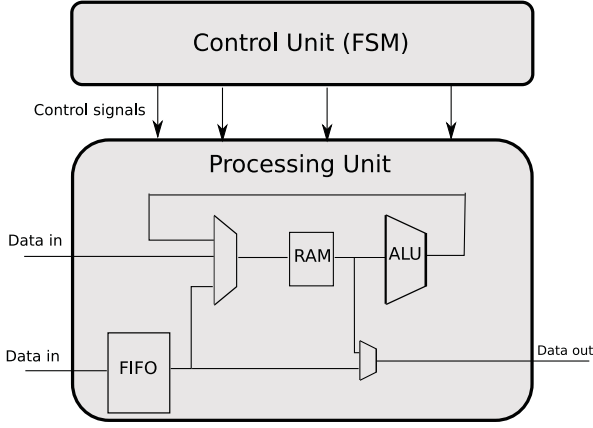 Control Unit (FSM)
Control signals
Processing Unit
Data in
RAM
ALU
Data in
FIFO
Data out